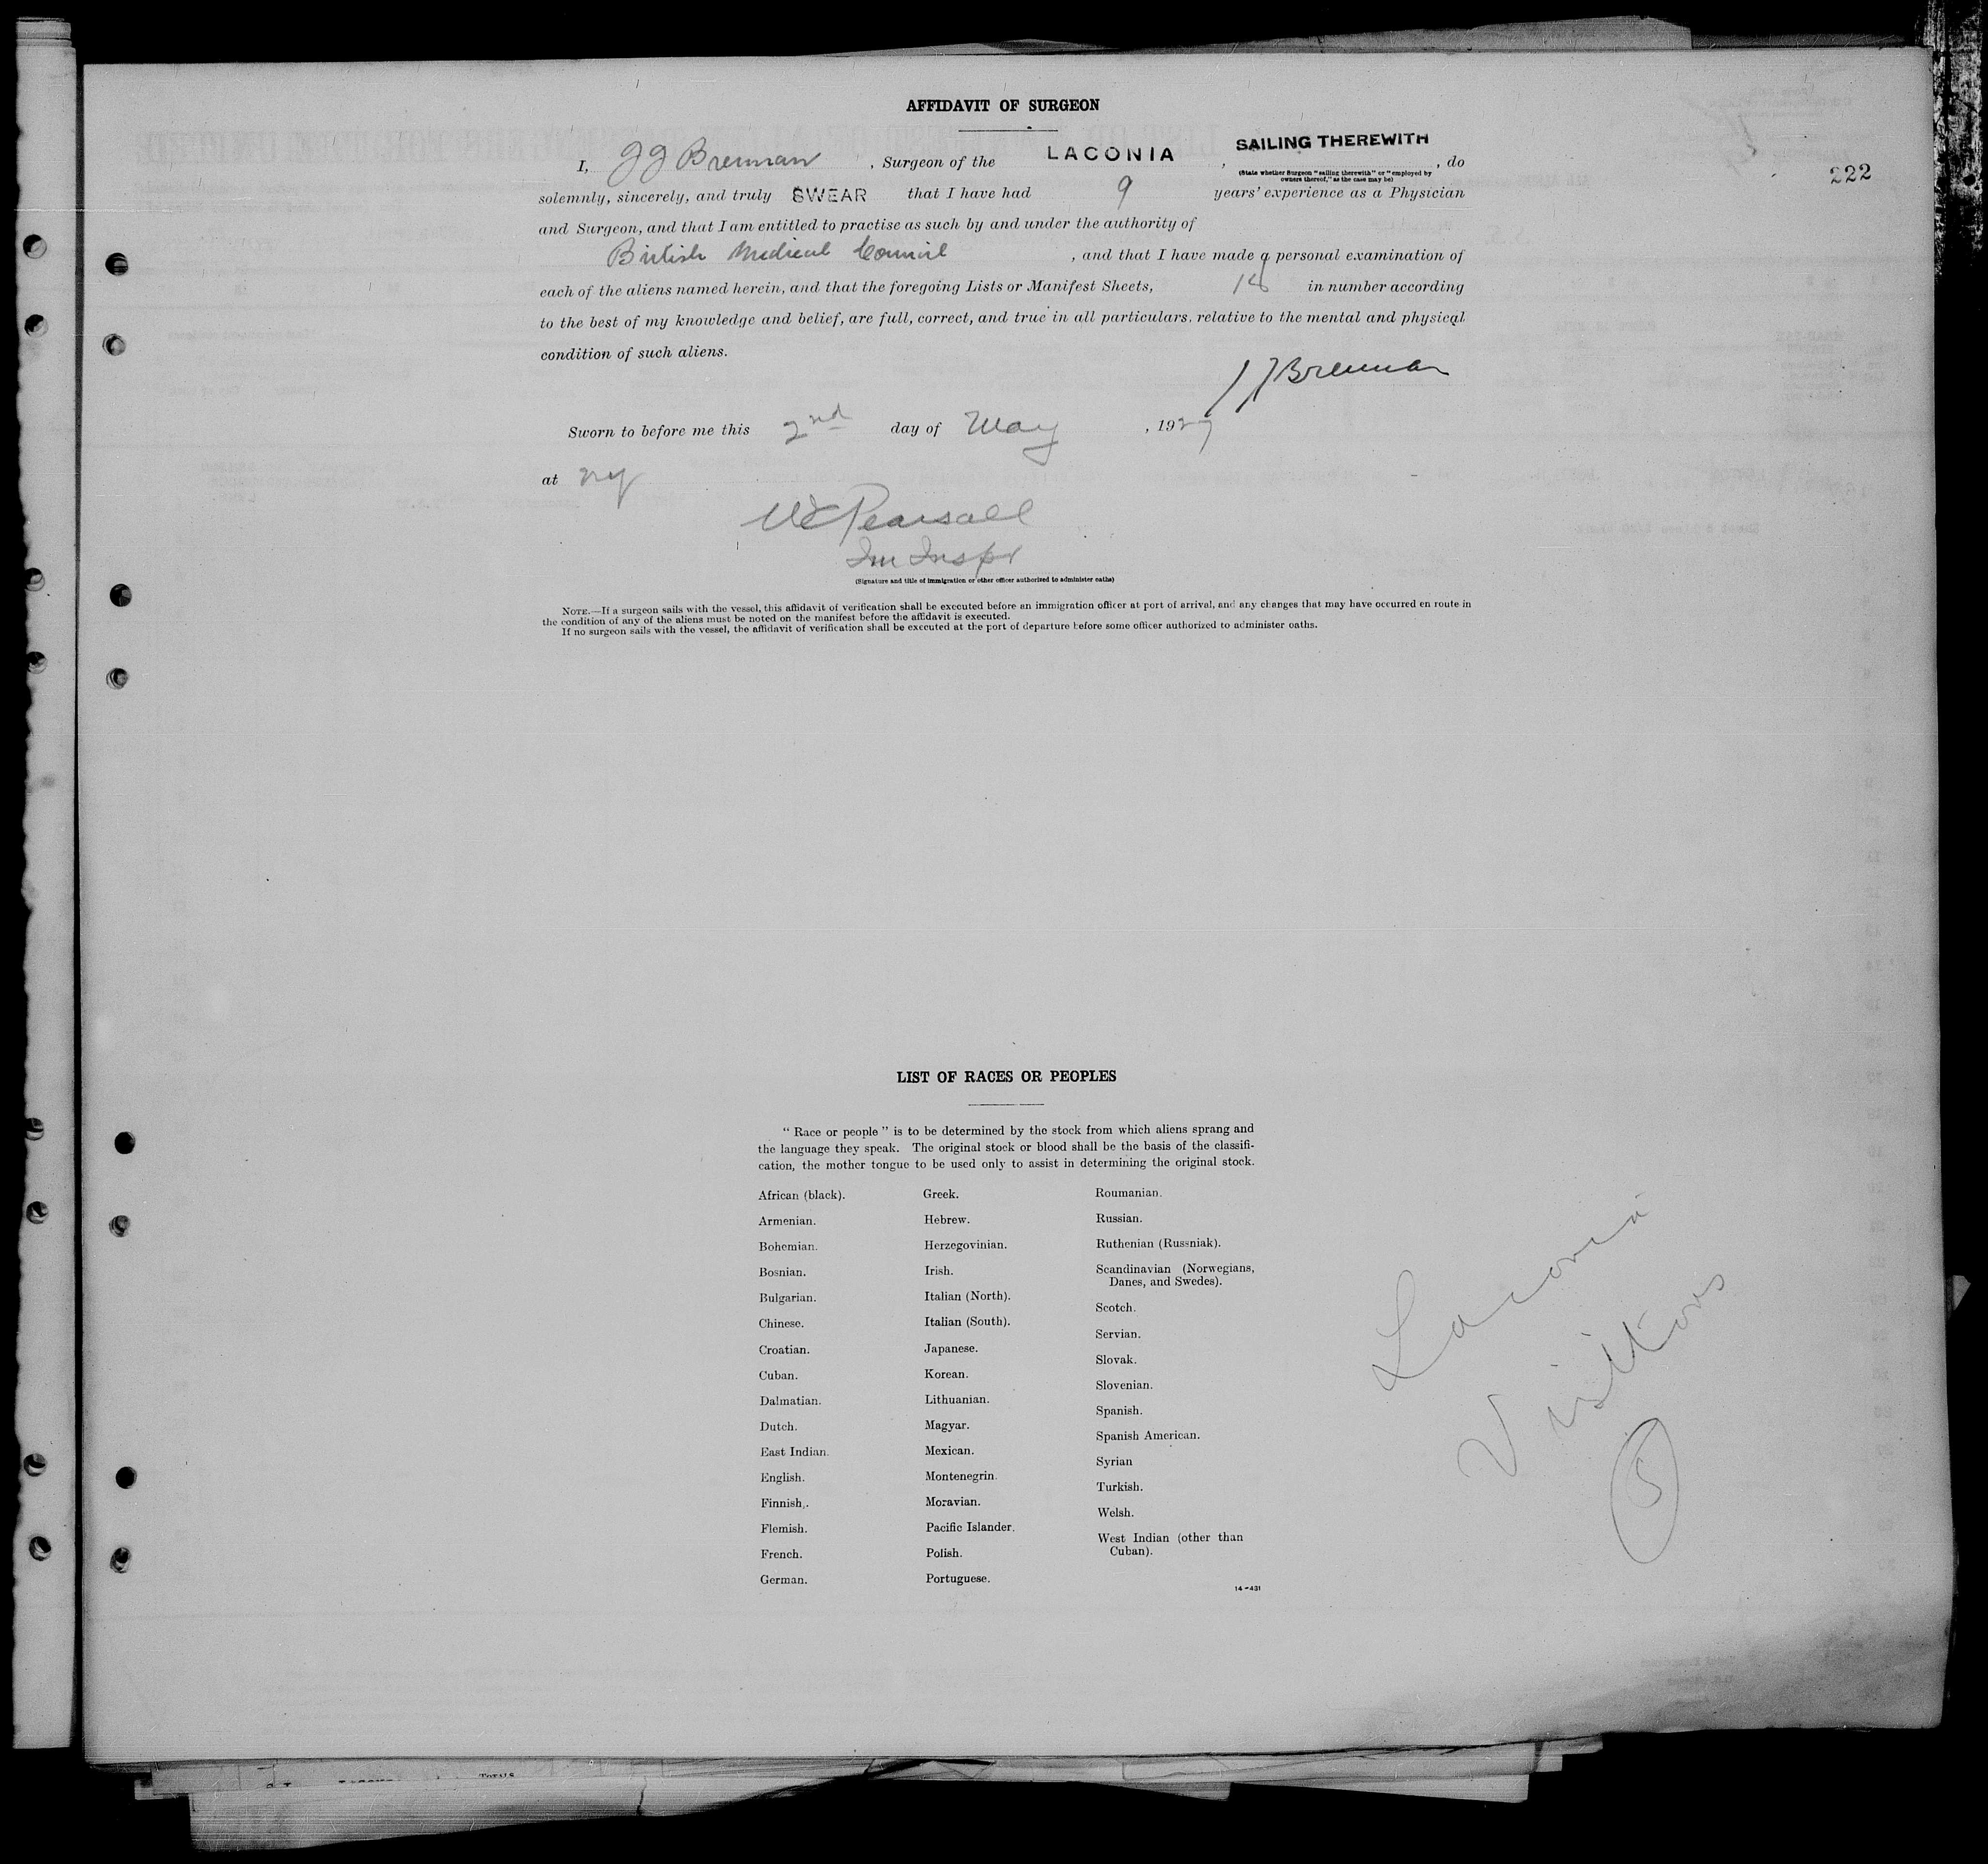 AFFIDAVIT OF SURGEON
222
I, JJ Brennan, Surgeon of the LACONIA, SAILING THEREWITH, do
(State whether Surgeon "sailing therewith" or "employed by
owners thereof," as the case may be)
solemnly, sincerely, and truly SWEAR that I have had 9 years' experience as a Physician
and Surgeon, and that I am entitled to practise as such by and under the authority of
British Medical Council, and that I have made a personal examination of
each of the aliens named herein, and that the foregoing Lists or Manifest Sheets, in number according
to the best of my knowledge and belief, are full, correct, and true in all particulars, relative to the mental and physical
condition of such aliens.
JJBrennan
Sworn to before me this 2nd day of May, 1927
at NY
Pearsall
Im Inspr
(Signature and title of immigration or other officer authorized to administer oaths)
NOTE.—If a surgeon sails with the vessel, this affidavit of verification shall be executed before an immigration officer at port of arrival, and any changes that may have occurred en route in
the condition of any of the aliens must be noted on the manifest before the affidavit is executed.
If no surgeon sails with the vessel, the affidavit of verification shall be executed at the port of departure before some officer authorized to administer oaths.
LIST OF RACES OR PEOPLES
"Race or people" is to be determined by the stock from which aliens sprang and
the language they speak. The original stock or blood shall be the basis of the classifi-
cation, the mother tongue to be used only to assist in determining the original stock.
African (black).
Armenian.
Bohemian.
Bosnian.
Bulgarian.
Chinese.
Croatian.
Cuban.
Dalmatian.
Dutch.
East Indian.
English.
Finnish.
Flemish.
French.
German.
Greek.
Hebrew.
Herzegovinian.
Irish.
Italian (North).
Italian (South).
Japanese.
Korean.
Lithuanian.
Magyar.
Mexican.
Montenegrin.
Moravian.
Pacific Islander.
Polish.
Portuguese.
Roumanian.
Russian.
Ruthenian (Russniak).
Scandinavian (Norwegians,
Danes, and Swedes).
Scotch.
Servian.
Slovak.
Slovenian.
Spanish.
Spanish American.
Syrian
Turkish.
Welsh.
West Indian (other than
Cuban).
14-431
Laconia
Visitors
5